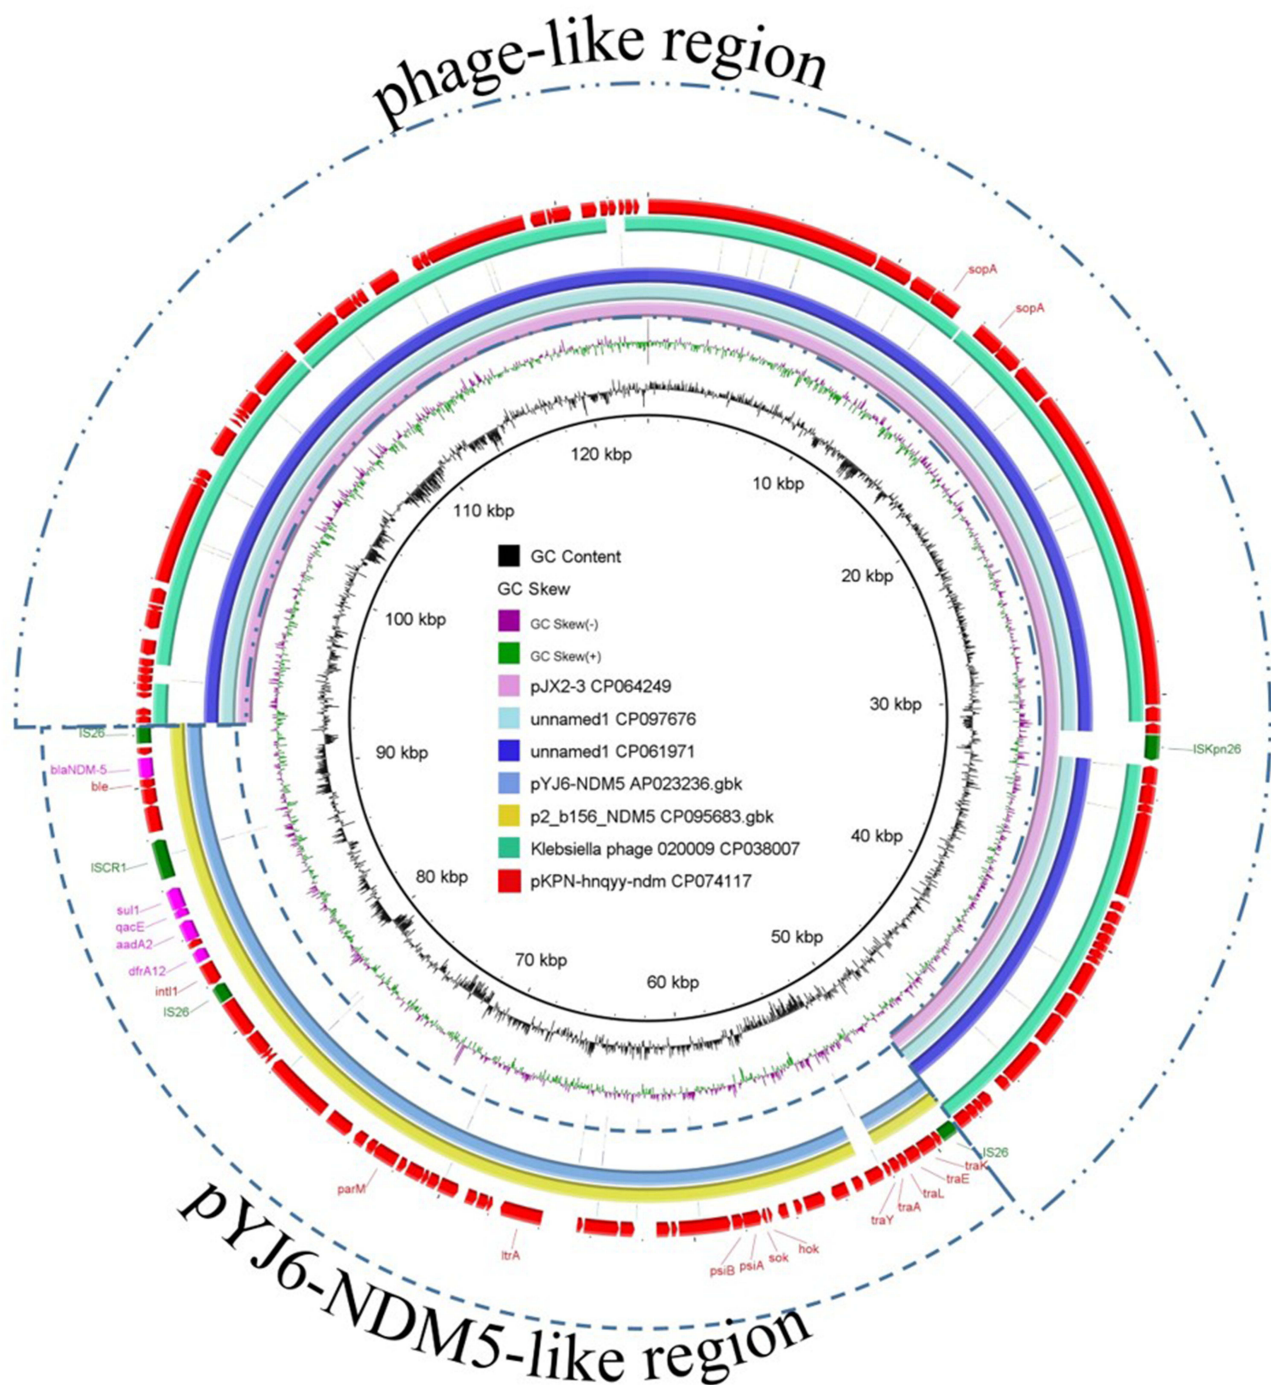 phage-like region
sopA
sopA
120 kbp
10 kbp
110 kbp
20 kbp
100 kbp
30 kbp
90 kbp
40 kbp
80 kbp
50 kbp
70 kbp
60 kbp
GC Content
GC Skew
GC Skew(-)
GC Skew(+)
pJX2-3 CP064249
unnamed1 CP097676
unnamed1 CP061971
pYJ6-NDM5 AP023236.gbk
p2_b156_NDM5 CP095683.gbk
Klebsiella phage 020009 CP038007
pKPN-hnqyy-ndm CP074117
ISKpn26
IS26
blaNDM-5
ble
ISCR1
sul1
qacE
aadA2
dfrA12
intI1
IS26
parM
ltrA
psiB
psiA
sok
hok
traY
traA
traL
traE
traK
IS26
pYJ6-NDM5-like region